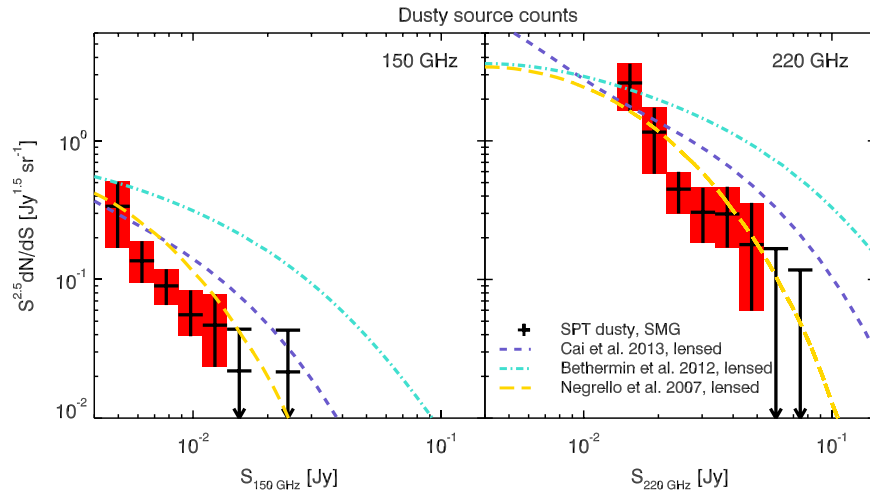 Dusty source counts
150 GHz
220 GHz
10⁰
10⁻¹
10⁻²
S^2.5 dN/dS [Jy^1.5 sr⁻¹]
SPT dusty, SMG
Cai et al. 2013, lensed
Bethermin et al. 2012, lensed
Negrello et al. 2007, lensed
10⁻² 10⁻¹ 10⁻² 10⁻¹
S_150 GHz [Jy]
S_220 GHz [Jy]